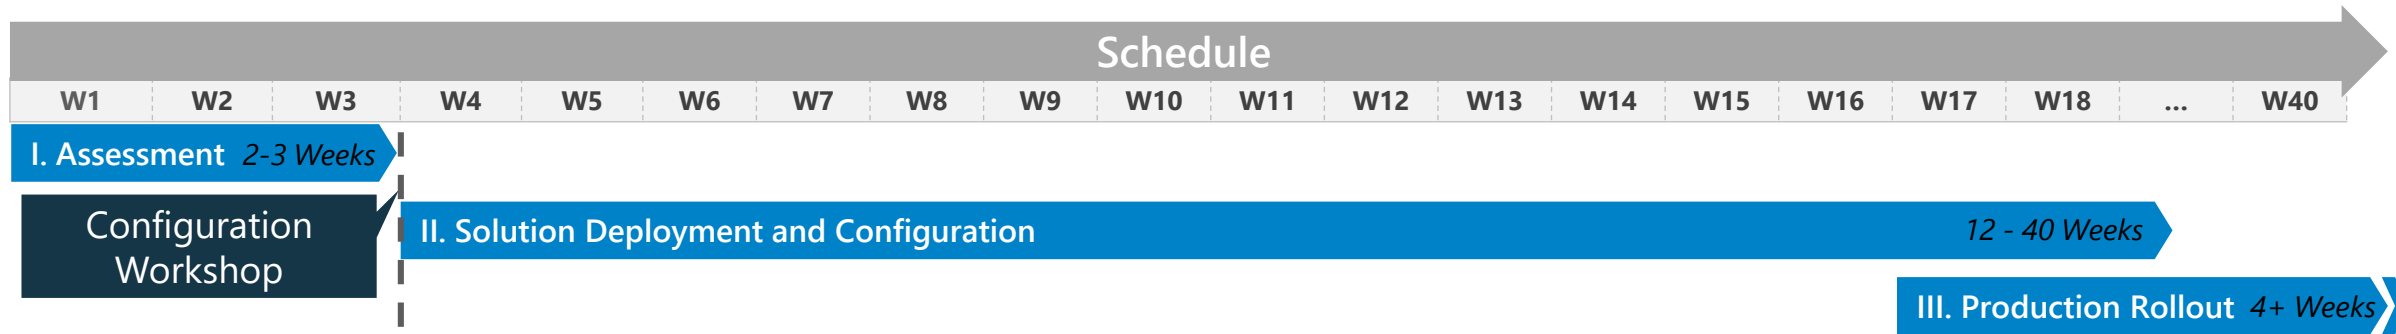 Schedule
W1 W2 W3 W4 W5 W6 W7 W8 W9 W10 W11 W12 W13 W14 W15 W16 W17 W18 ... W40
I. Assessment 2-3 Weeks
Configuration
Workshop
II. Solution Deployment and Configuration 12 - 40 Weeks
III. Production Rollout 4+ Weeks